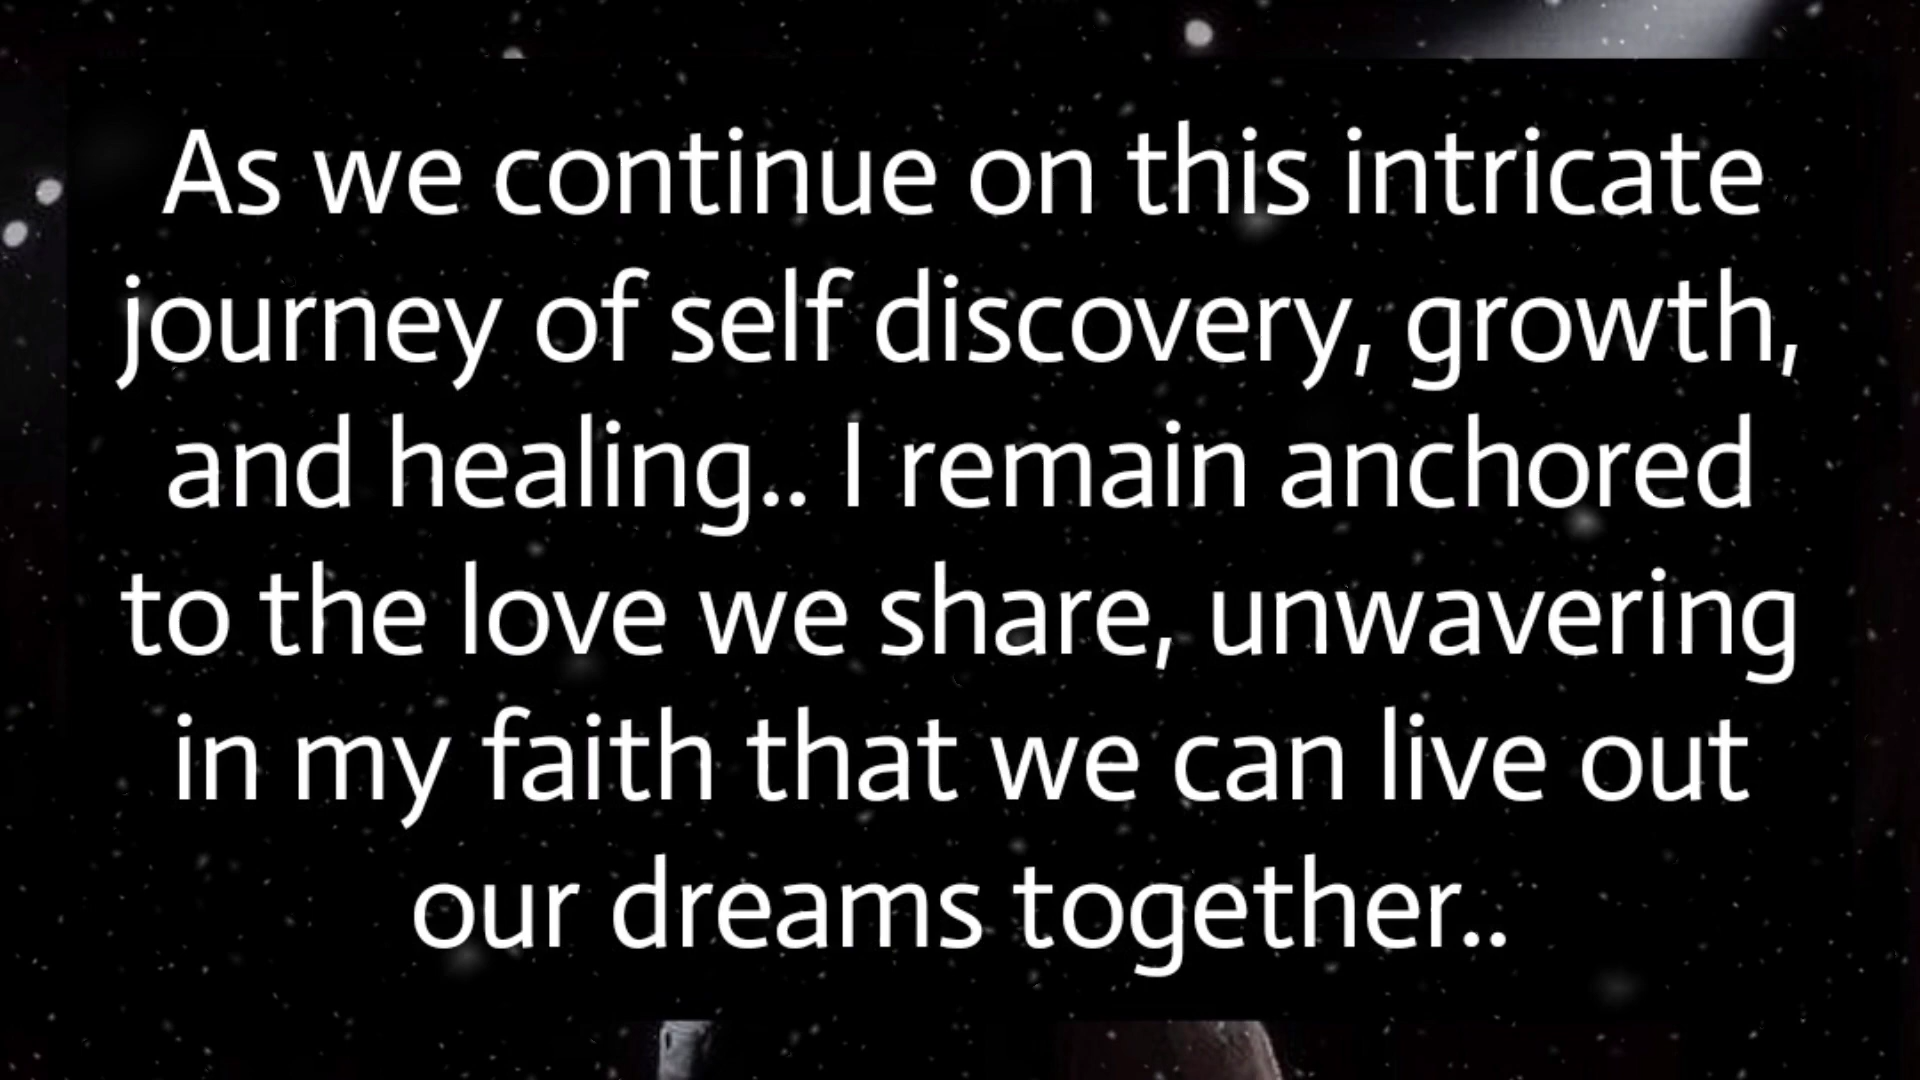 As we continue on this intricate
journey of self discovery, growth,
and healing.. I remain anchored
to the love we share, unwavering
in my faith that we can live out
our dreams together..